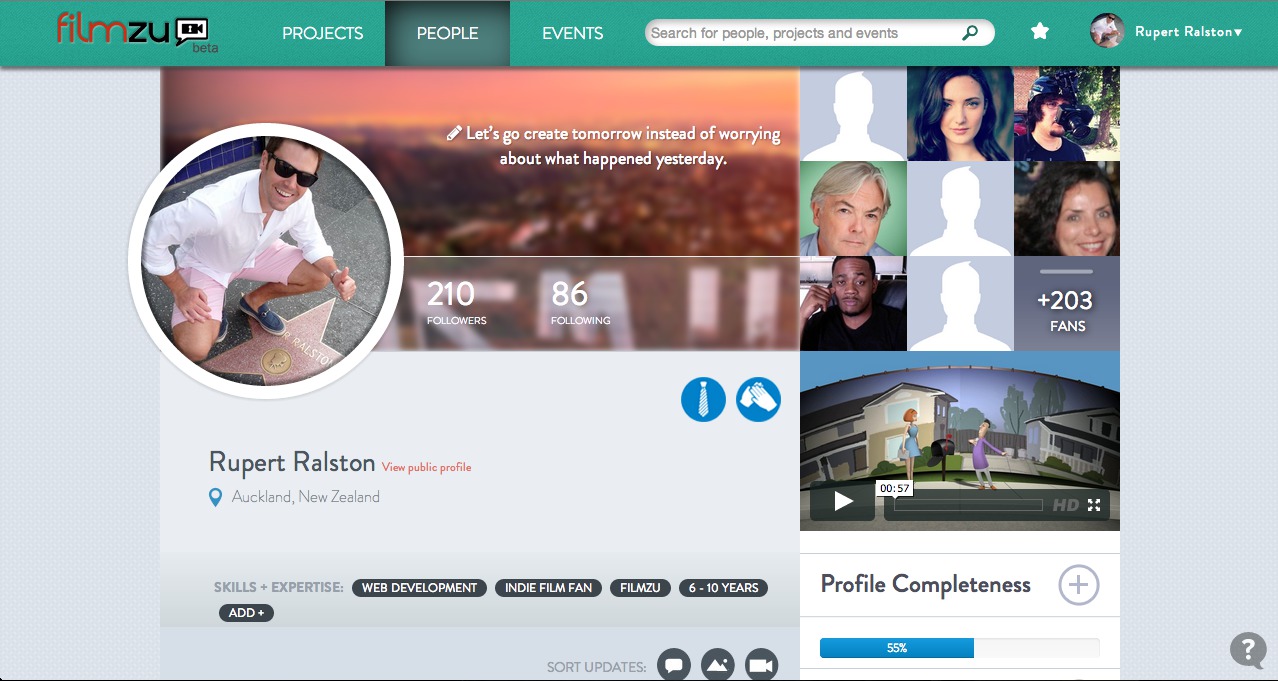 filmzu
beta
PROJECTS
PEOPLE
EVENTS
Search for people, projects and events
Rupert Ralston▾
Let's go create tomorrow instead of worrying
about what happened yesterday.
210
FOLLOWERS
86
FOLLOWING
RALSTON
+203
FANS
00:57
HD
Rupert Ralston View public profile
Auckland, New Zealand
SKILLS + EXPERTISE: WEB DEVELOPMENT INDIE FILM FAN FILMZU 6 - 10 YEARS
ADD +
SORT UPDATES:
Profile Completeness
55%
?